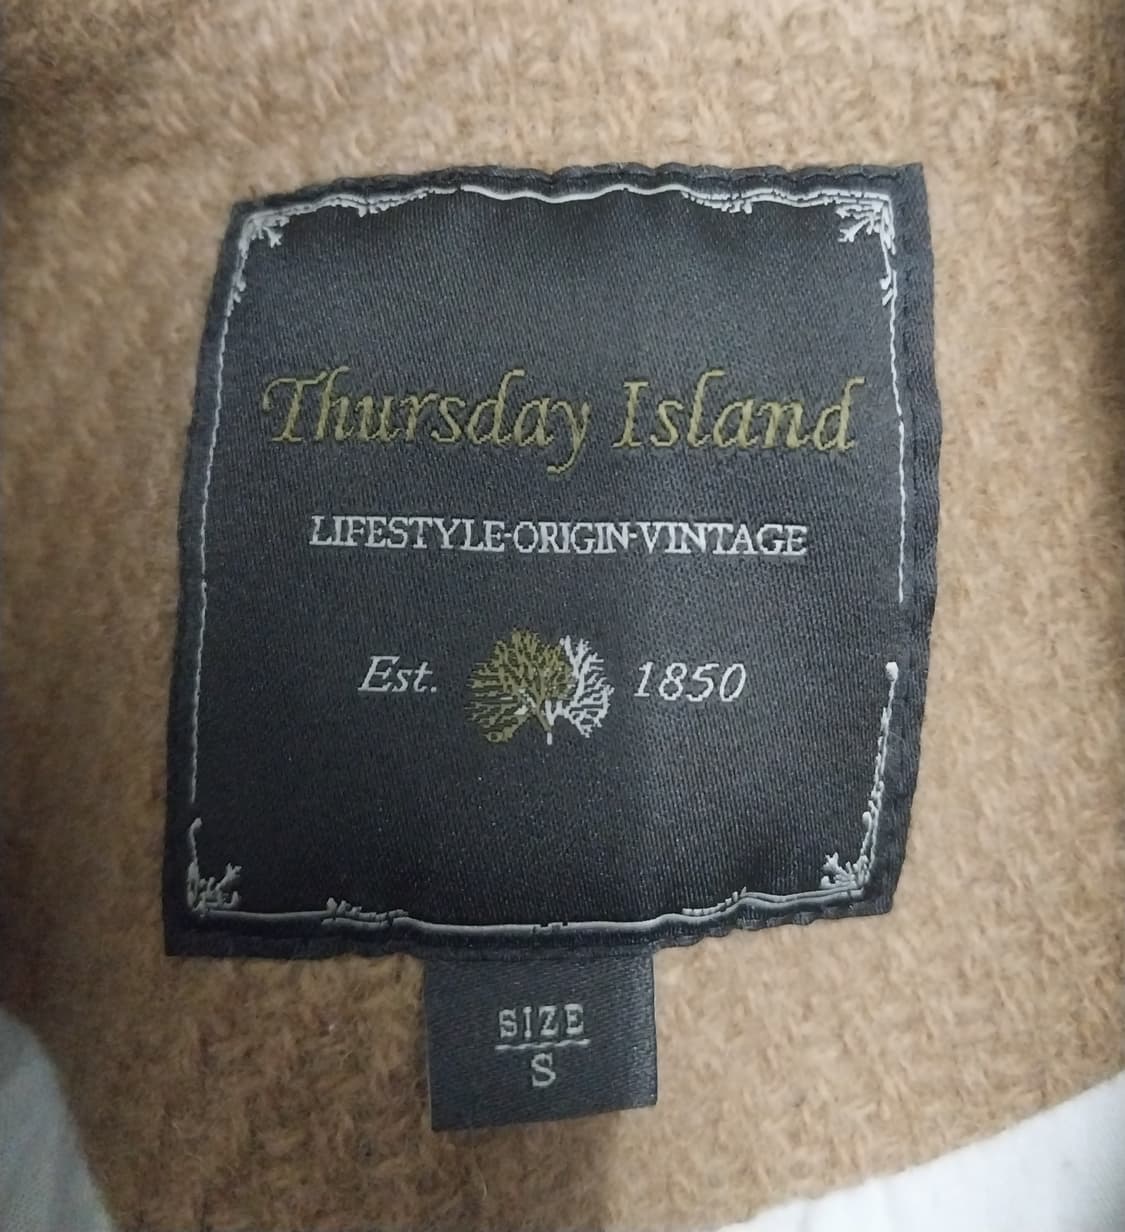 Thursday Island
LIFESTYLE-ORIGIN-VINTAGE
Est. 1850
SIZE
S